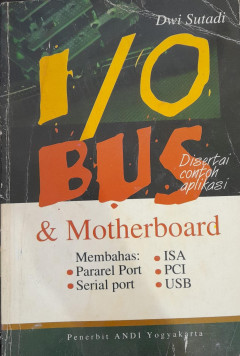 Dwi Sutadi
I/O
BUS
Disertai
contoh
aplikasi
& Motherboard
Membahas:
• Pararel Port
• Serial port
• ISA
• PCI
• USB
Penerbit ANDI Yogyakarta